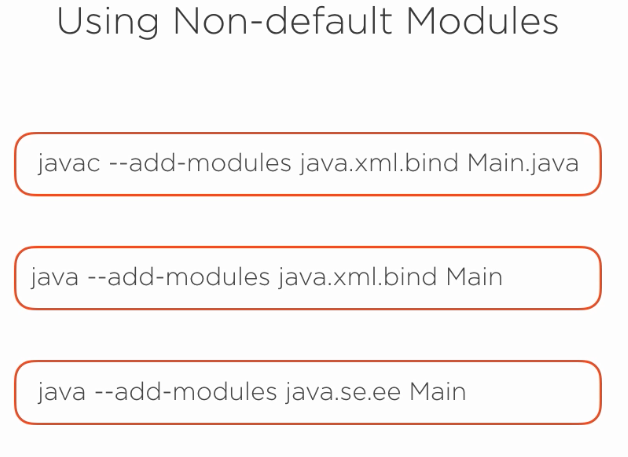 Using Non-default Modules
javac --add-modules java.xml.bind Main.java
java --add-modules java.xml.bind Main
java --add-modules java.se.ee Main